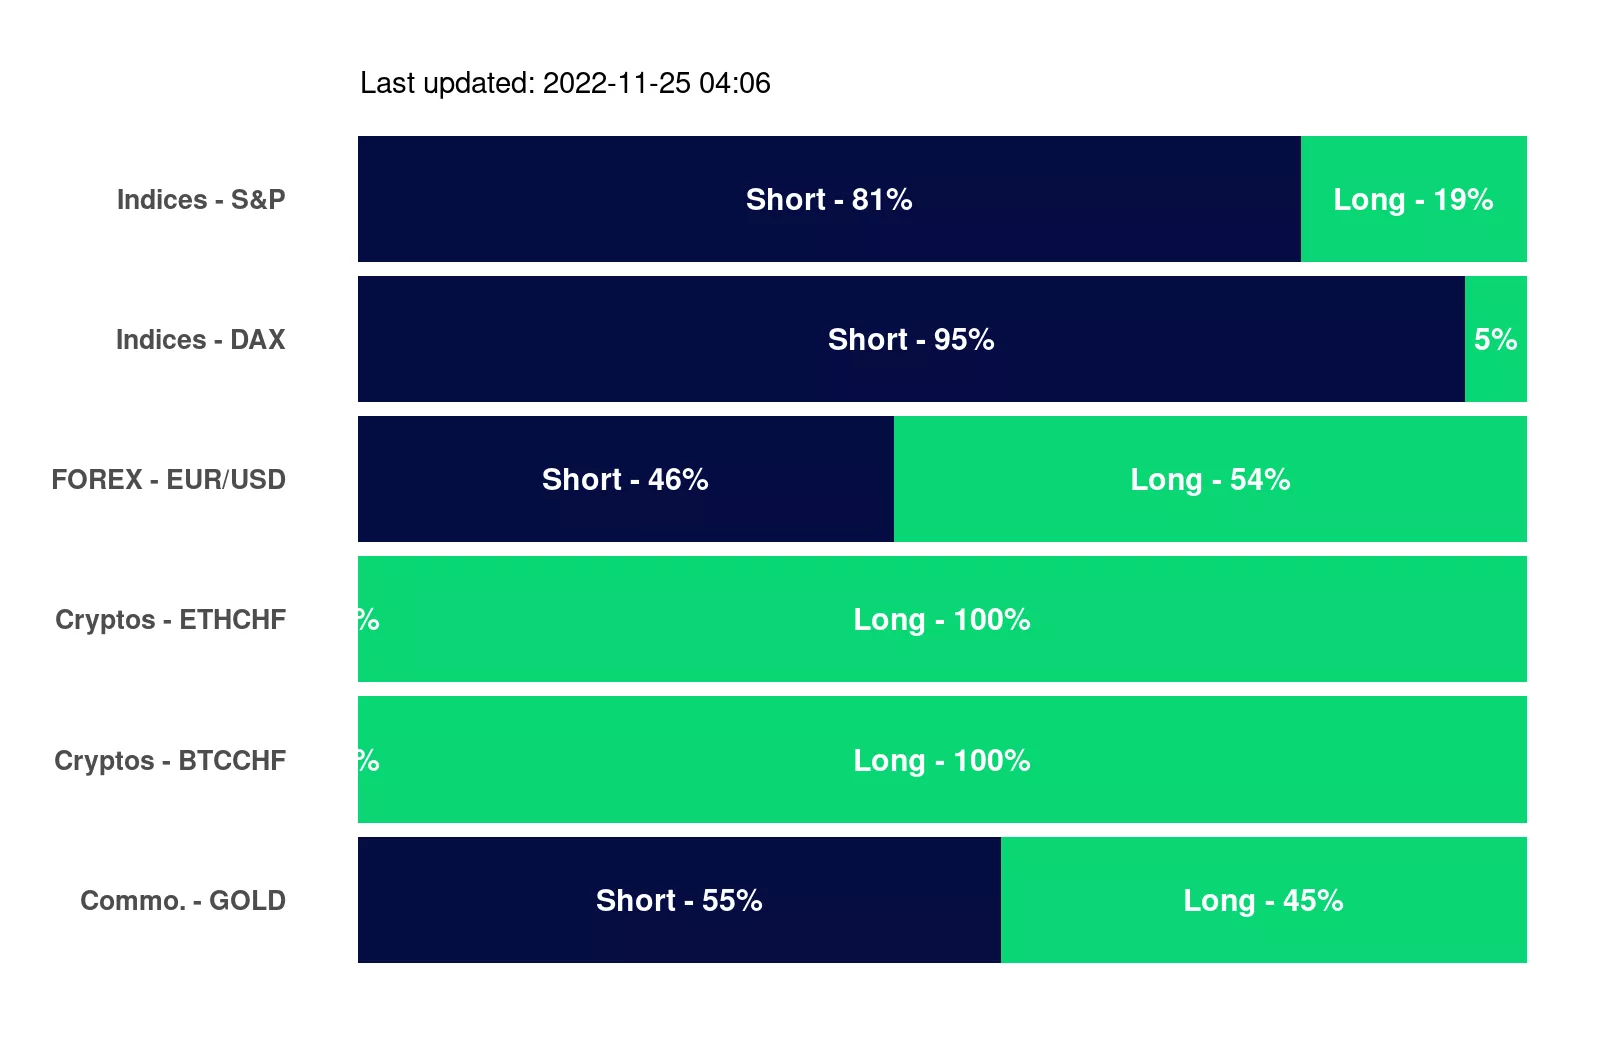 Last updated: 2022-11-25 04:06
Indices - S&P
Short - 81%
Long - 19%
Indices - DAX
Short - 95%
5%
FOREX - EUR/USD
Short - 46%
Long - 54%
Cryptos - ETHCHF
%
Long - 100%
Cryptos - BTCCHF
%
Long - 100%
Commo. - GOLD
Short - 55%
Long - 45%